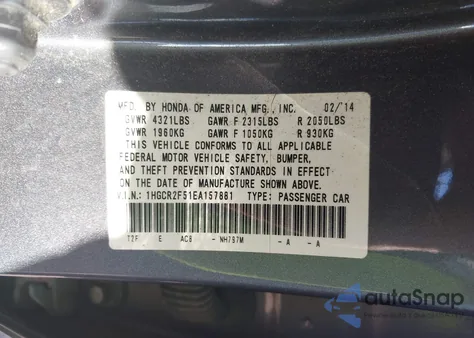 MFD. BY HONDA OF AMERICA MFG., INC. 02/14
GVWR 4321LBS GAWR F 2315LBS R 2050LBS
GVWR 1960KG GAWR F 1050KG R 930KG
THIS VEHICLE CONFORMS TO ALL APPLICABLE
FEDERAL MOTOR VEHICLE SAFETY, BUMPER,
AND THEFT PREVENTION STANDARDS IN EFFECT
ON THE DATE OF MANUFACTURE SHOWN ABOVE.
V.I.N.: 1HGCR2F51EA157881 TYPE: PASSENGER CAR
T2F E AC8 - NH797M - A - A
autoSnap